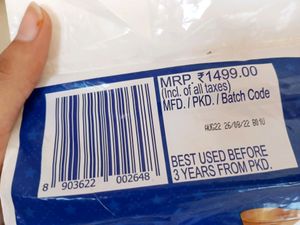 MRP. ₹1499.00
(Incl. of all taxes)
MFD. / PKD. / Batch Code
AUG22 26/08/22
BEST USED BEFORE
3 YEARS FROM PKD.
8 903622 002648